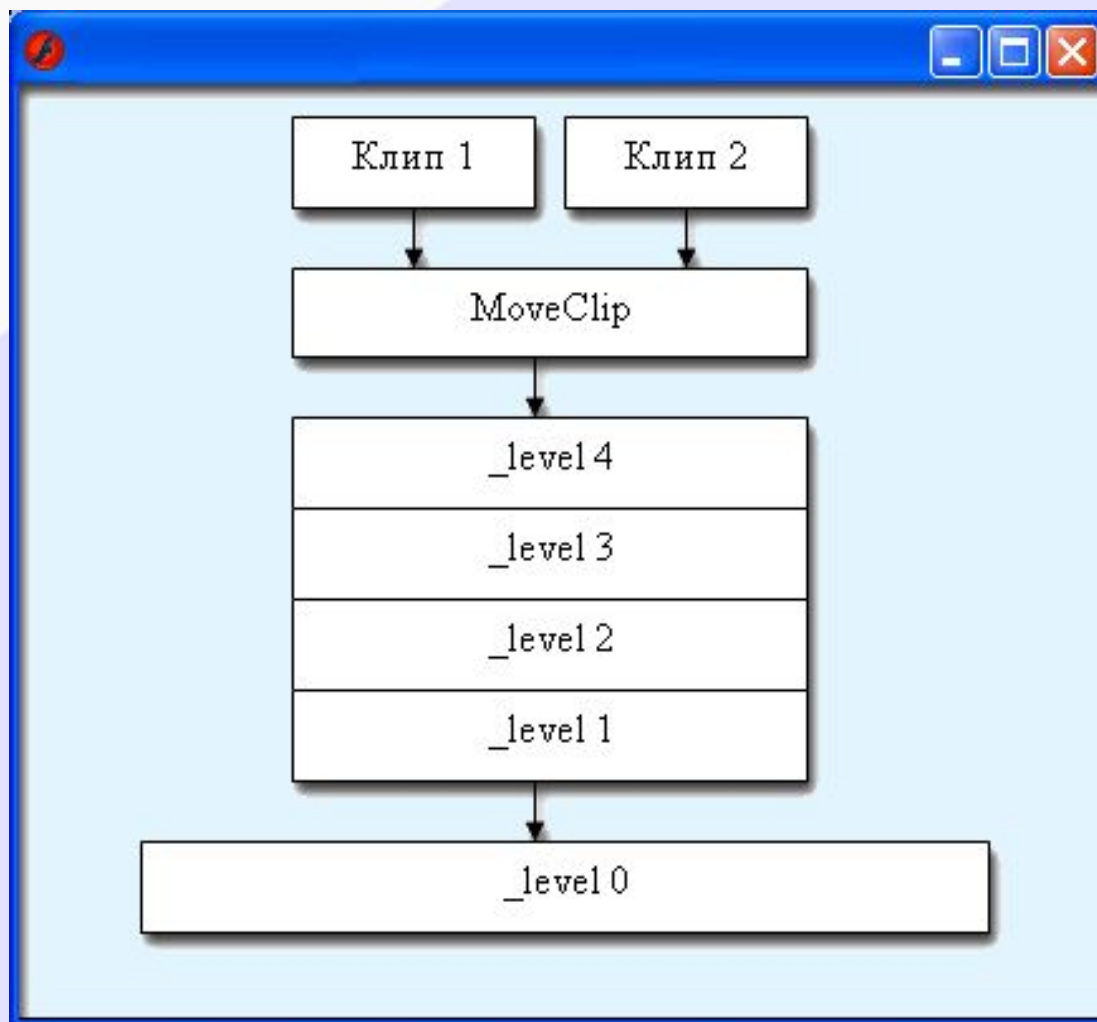 Клип 1
Клип 2
MoveClip
_level 4
_level 3
_level 2
_level 1
_level 0